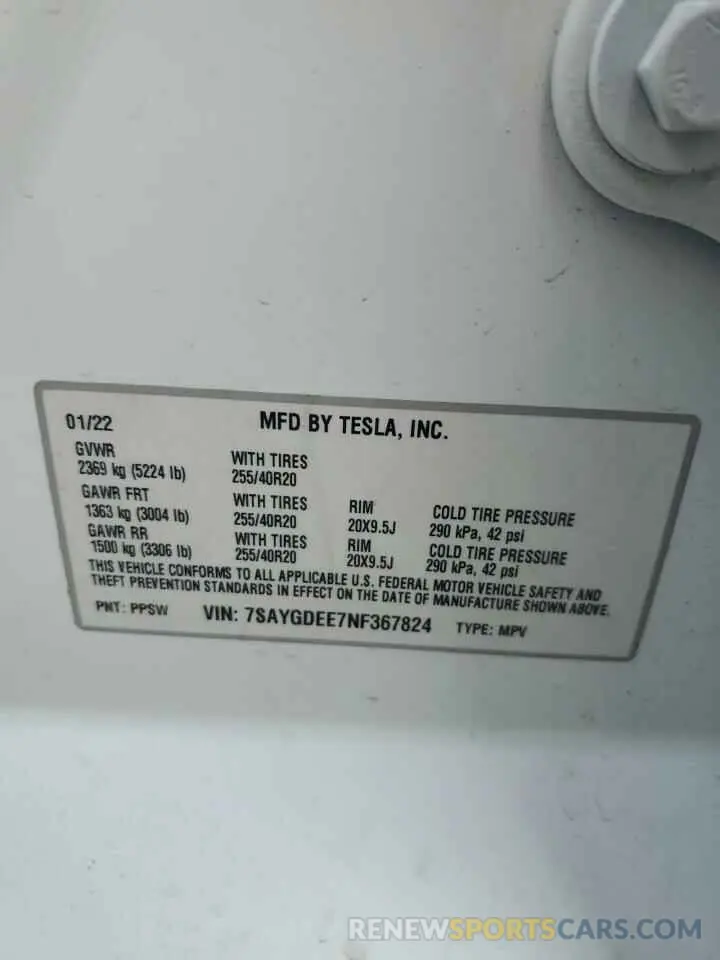 01/22 MFD BY TESLA, INC.
GVWR
2369 kg (5224 lb) WITH TIRES
255/40R20
GAWR FRT
1363 kg (3004 lb) WITH TIRES
255/40R20 RIM
20X9.5J COLD TIRE PRESSURE
290 kPa, 42 psi
GAWR RR
1500 kg (3306 lb) WITH TIRES
255/40R20 RIM
20X9.5J COLD TIRE PRESSURE
290 kPa, 42 psi
THIS VEHICLE CONFORMS TO ALL APPLICABLE U.S. FEDERAL MOTOR VEHICLE SAFETY AND
THEFT PREVENTION STANDARDS IN EFFECT ON THE DATE OF MANUFACTURE SHOWN ABOVE.
PNT: PPSW VIN: 7SAYGDEE7NF367824 TYPE: MPV
RENEWSPORTSCARS.COM